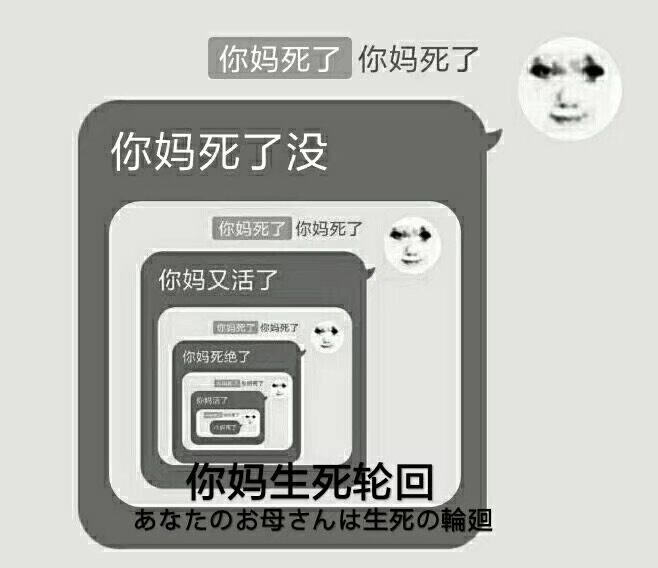 你妈死了 你妈死了
你妈死了没
你妈死了 你妈死了
你妈又活了
你妈死了 你妈死了
你妈死绝了
你妈活了
你妈生死轮回
あなたのお母さんは生死の輪廻